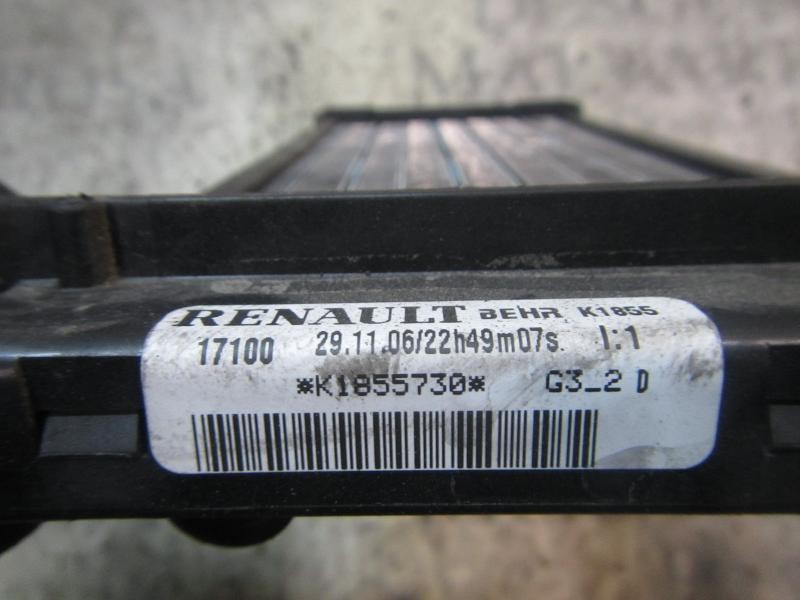 RENAULT BEHR K1855
17100 29.11.06/22h49m07s. I:1
*K1855730* G3_2 D